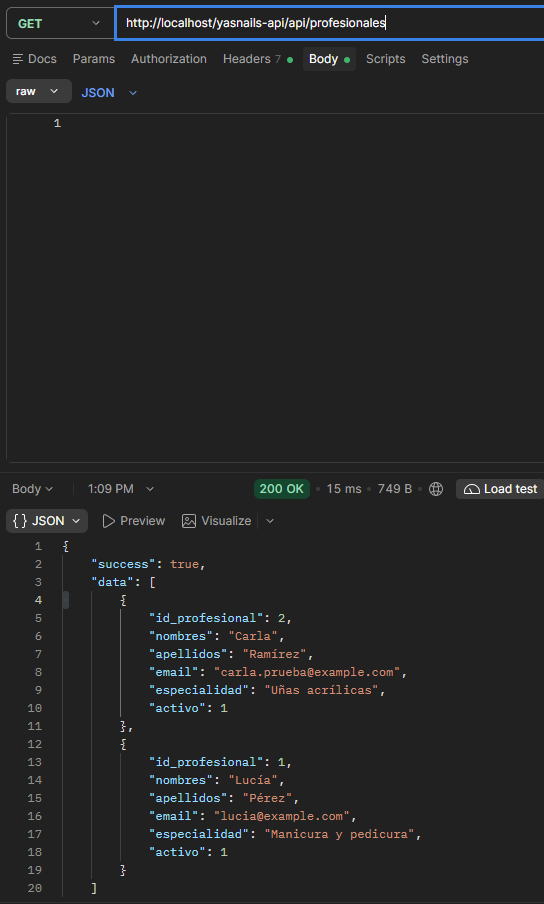 GET http://localhost/yasnails-api/api/profesionales
Docs Params Authorization Headers 7 Body Scripts Settings
raw JSON
1
Body 1:09 PM 200 OK • 15 ms • 749 B • Load test
{} JSON Preview Visualize
1 {
2 "success": true,
3 "data": [
4 {
5 "id_profesional": 2,
6 "nombres": "Carla",
7 "apellidos": "Ramírez",
8 "email": "carla.prueba@example.com",
9 "especialidad": "Uñas acrílicas",
10 "activo": 1
11 },
12 {
13 "id_profesional": 1,
14 "nombres": "Lucía",
15 "apellidos": "Pérez",
16 "email": "lucia@example.com",
17 "especialidad": "Manicura y pedicura",
18 "activo": 1
19 }
20 ]